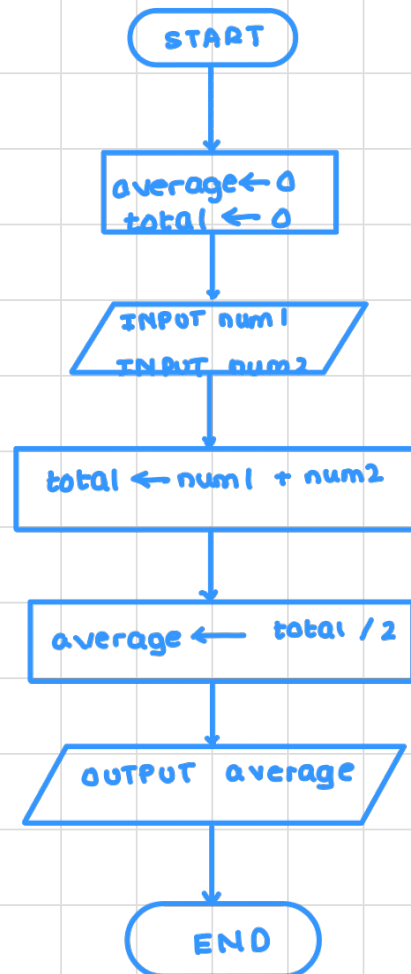 START
average ← 0
total ← 0
INPUT num1
INPUT num2
total ← num1 + num2
average ← total / 2
OUTPUT average
END